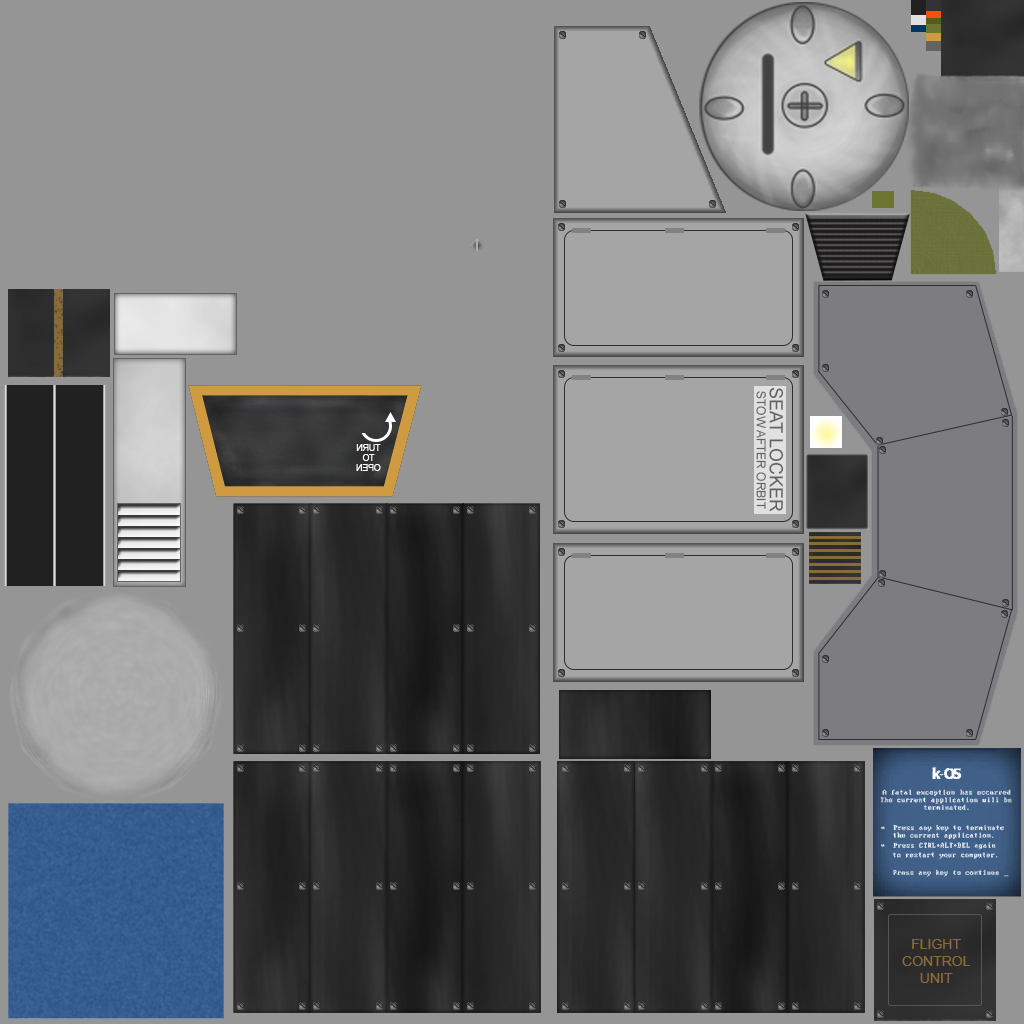 TURN
TO
OPEN
SEAT LOCKER
STOW AFTER ORBIT
k-OS
A fatal exception has occurred
The current application will be
terminated.
* Press any key to terminate
the current application.
* Press CTRL+ALT+DEL again
to restart your computer.
Press any key to continue _
FLIGHT
CONTROL
UNIT